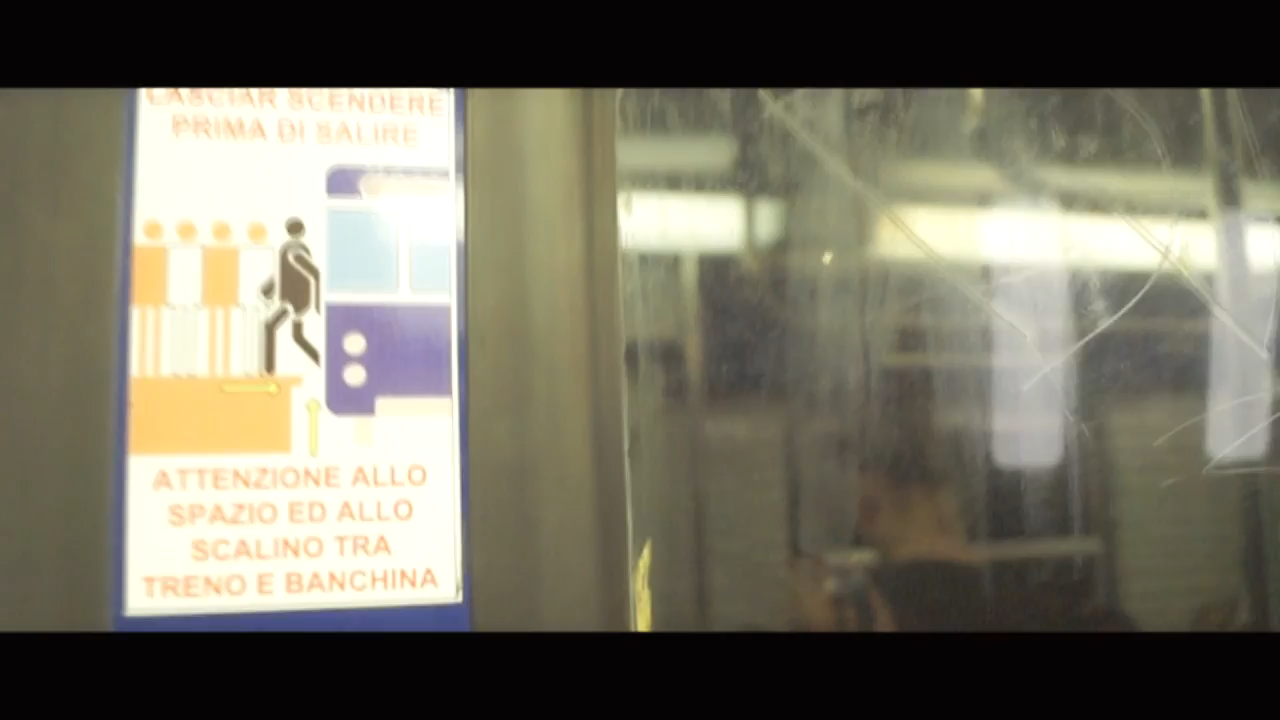 LASCIAR SCENDERE
PRIMA DI SALIRE
ATTENZIONE ALLO
SPAZIO ED ALLO
SCALINO TRA
TRENO E BANCHINA